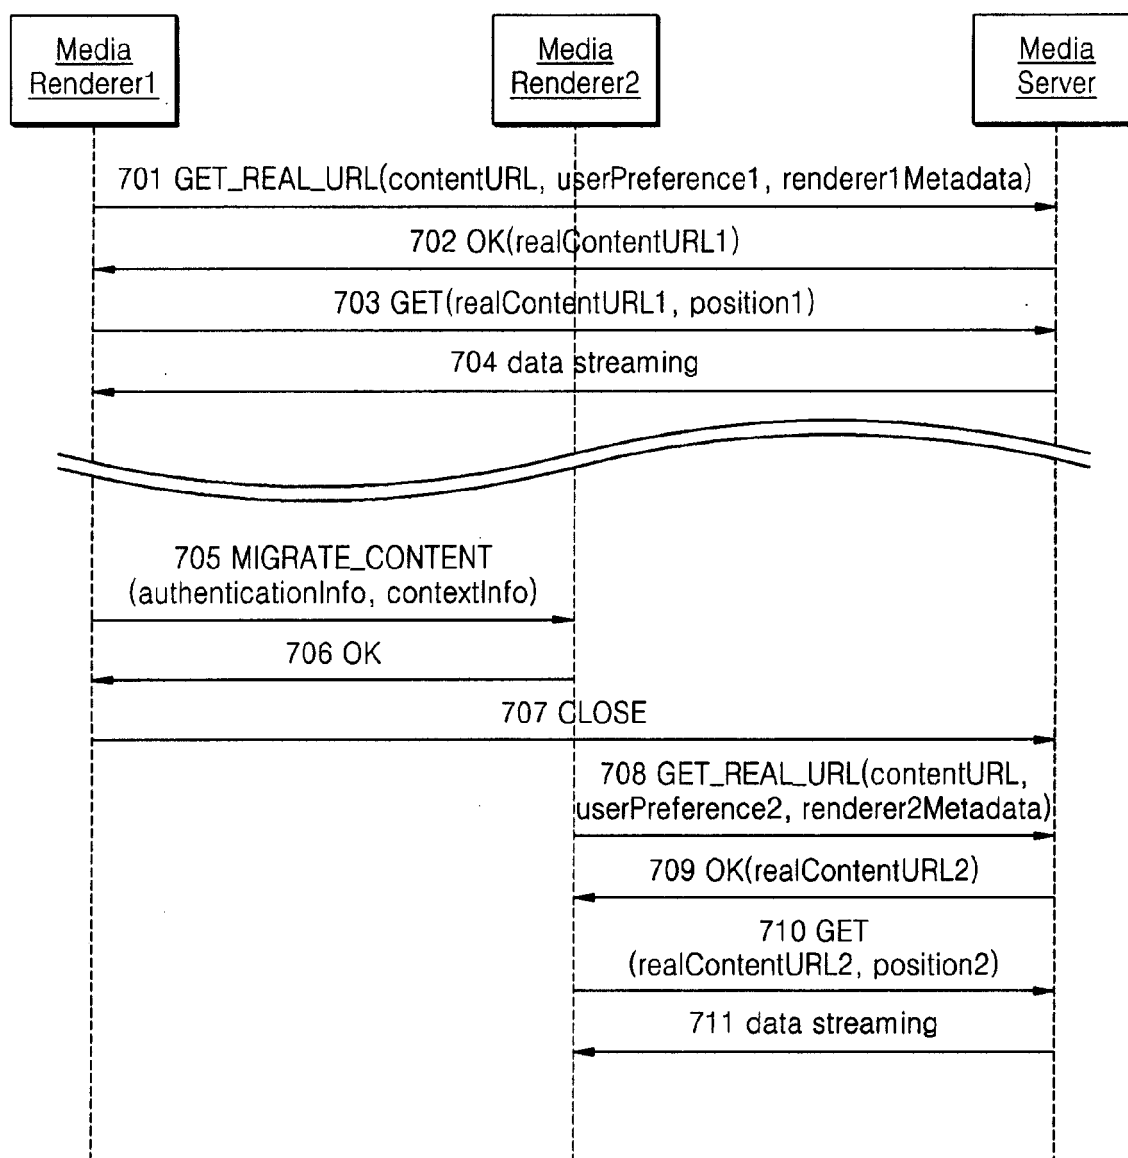 Media
Renderer1
Media
Renderer2
Media
Server
701 GET_REAL_URL(contentURL, userPreference1, renderer1Metadata)
702 OK(realContentURL1)
703 GET(realContentURL1, position1)
704 data streaming
705 MIGRATE_CONTENT
(authenticationInfo, contextInfo)
706 OK
707 CLOSE
708 GET_REAL_URL(contentURL,
userPreference2, renderer2Metadata)
709 OK(realContentURL2)
710 GET
(realContentURL2, position2)
711 data streaming